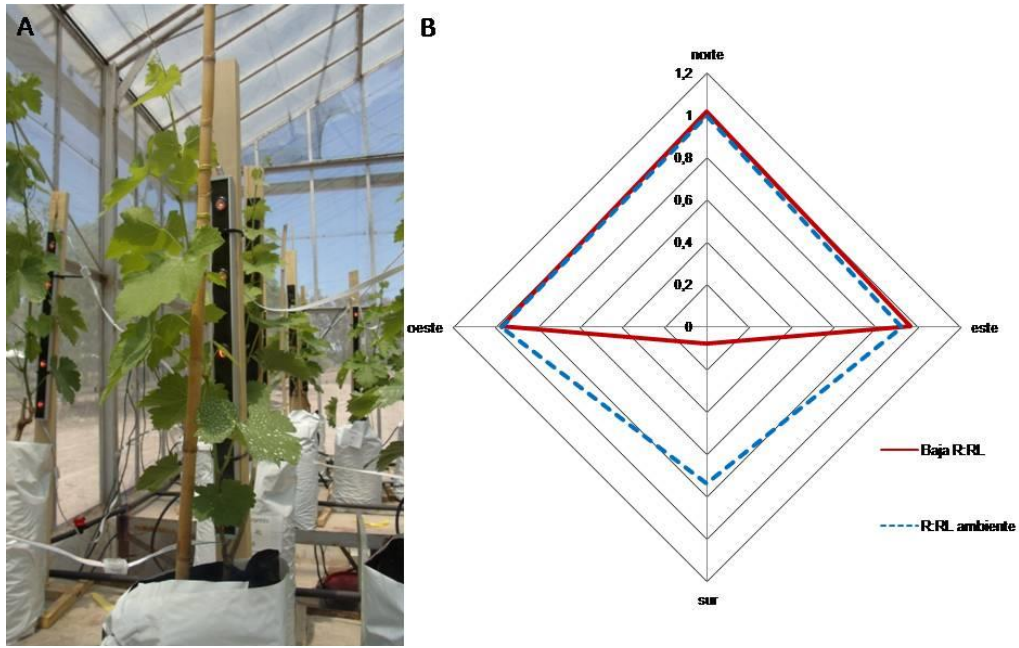 A
B
norte
1,2
1
0,8
0,6
0,4
0,2
0
oeste
este
sur
Baja R:RL
R:RL ambiente